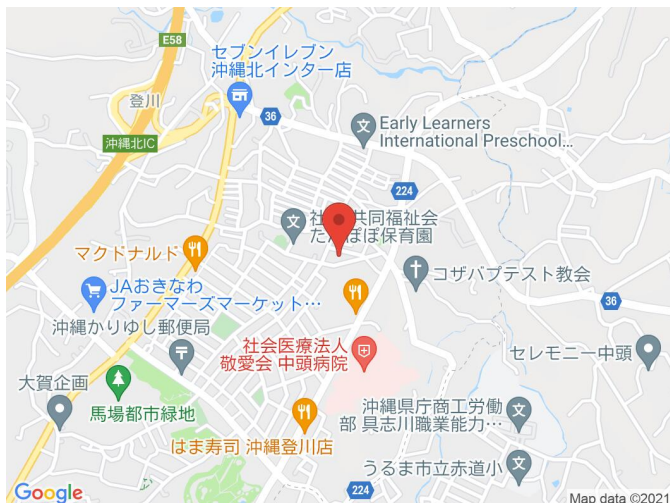 E58
セブンイレブン
沖縄北インター店
登川
36
沖縄北IC
Early Learners
International Preschool...
224
社
共同福祉会
たんぽぽ保育園
マクドナルド
コザバプテスト教会
JAおきなわ
ファーマーズマーケット…
36
沖縄かりゆし郵便局
社会医療法人
敬愛会 中頭病院
セレモニー中頭
大賀企画
馬場都市緑地
沖縄県庁商工労働
部 具志川職業能力…
はま寿司 沖縄登川店
うるま市立赤道小
224
Google
Map data ©2021